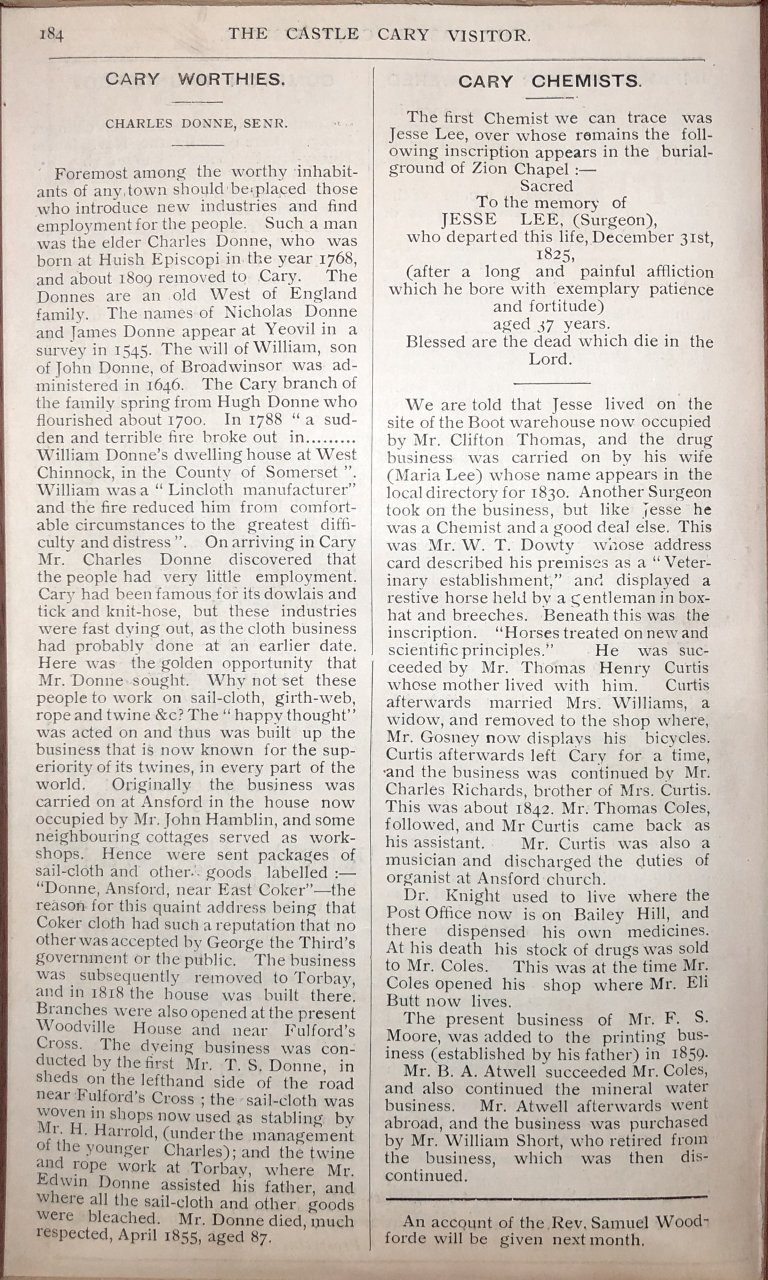 184
THE CASTLE CARY VISITOR.
CARY WORTHIES.
CHARLES DONNE, SENR.
Foremost among the worthy inhabit-
ants of any town should be placed those
who introduce new industries and find
employment for the people. Such a man
was the elder Charles Donne, who was
born at Huish Episcopi in the year 1768,
and about 1809 removed to Cary. The
Donnes are an old West of England
family. The names of Nicholas Donne
and James Donne appear at Yeovil in a
survey in 1545. The will of William, son
of John Donne, of Broadwinsor was ad-
ministered in 1646. The Cary branch of
the family spring from Hugh Donne who
flourished about 1700. In 1788 " a sud-
den and terrible fire broke out in.........
William Donne's dwelling house at West
Chinnock, in the County of Somerset ".
William was a " Lincloth manufacturer"
and the fire reduced him from comfort-
able circumstances to the greatest diffi-
culty and distress ". On arriving in Cary
Mr. Charles Donne discovered that
the people had very little employment.
Cary had been famous for its dowlais and
tick and knit-hose, but these industries
were fast dying out, as the cloth business
had probably done at an earlier date.
Here was the golden opportunity that
Mr. Donne sought. Why not set these
people to work on sail-cloth, girth-web,
rope and twine &c? The " happy thought"
was acted on and thus was built up the
business that is now known for the sup-
eriority of its twines, in every part of the
world. Originally the business was
carried on at Ansford in the house now
occupied by Mr. John Hamblin, and some
neighbouring cottages served as work-
shops. Hence were sent packages of
sail-cloth and other goods labelled :—
"Donne, Ansford, near East Coker"—the
reason for this quaint address being that
Coker cloth had such a reputation that no
other was accepted by George the Third's
government or the public. The business
was subsequently removed to Torbay,
and in 1818 the house was built there.
Branches were also opened at the present
Woodville House and near Fulford's
Cross. The dyeing business was con-
ducted by the first Mr. T. S. Donne, in
sheds on the lefthand side of the road
near Fulford's Cross ; the sail-cloth was
woven in shops now used as stabling by
Mr. H. Harrold, (under the management
of the younger Charles); and the twine
and rope work at Torbay, where Mr.
Edwin Donne assisted his father, and
where all the sail-cloth and other goods
were bleached. Mr. Donne died, much
respected, April 1855, aged 87.
CARY CHEMISTS.
The first Chemist we can trace was
Jesse Lee, over whose remains the foll-
owing inscription appears in the burial-
ground of Zion Chapel :—
Sacred
To the memory of
JESSE LEE, (Surgeon),
who departed this life, December 31st,
1825,
(after a long and painful affliction
which he bore with exemplary patience
and fortitude)
aged 37 years.
Blessed are the dead which die in the
Lord.
We are told that Jesse lived on the
site of the Boot warehouse now occupied
by Mr. Clifton Thomas, and the drug
business was carried on by his wife
(Maria Lee) whose name appears in the
local directory for 1830. Another Surgeon
took on the business, but like Jesse he
was a Chemist and a good deal else. This
was Mr. W. T. Dowty whose address
card described his premises as a " Veter-
inary establishment," and displayed a
restive horse held by a gentleman in box-
hat and breeches. Beneath this was the
inscription. "Horses treated on new and
scientific principles." He was suc-
ceeded by Mr. Thomas Henry Curtis
whose mother lived with him. Curtis
afterwards married Mrs. Williams, a
widow, and removed to the shop where,
Mr. Gosney now displays his bicycles.
Curtis afterwards left Cary for a time,
and the business was continued by Mr.
Charles Richards, brother of Mrs. Curtis.
This was about 1842. Mr. Thomas Coles,
followed, and Mr Curtis came back as
his assistant. Mr. Curtis was also a
musician and discharged the duties of
organist at Ansford church.
Dr. Knight used to live where the
Post Office now is on Bailey Hill, and
there dispensed his own medicines.
At his death his stock of drugs was sold
to Mr. Coles. This was at the time Mr.
Coles opened his shop where Mr. Eli
Butt now lives.
The present business of Mr. F. S.
Moore, was added to the printing bus-
iness (established by his father) in 1859.
Mr. B. A. Atwell succeeded Mr. Coles,
and also continued the mineral water
business. Mr. Atwell afterwards went
abroad, and the business was purchased
by Mr. William Short, who retired from
the business, which was then dis-
continued.
An account of the Rev. Samuel Wood-
forde will be given next month.